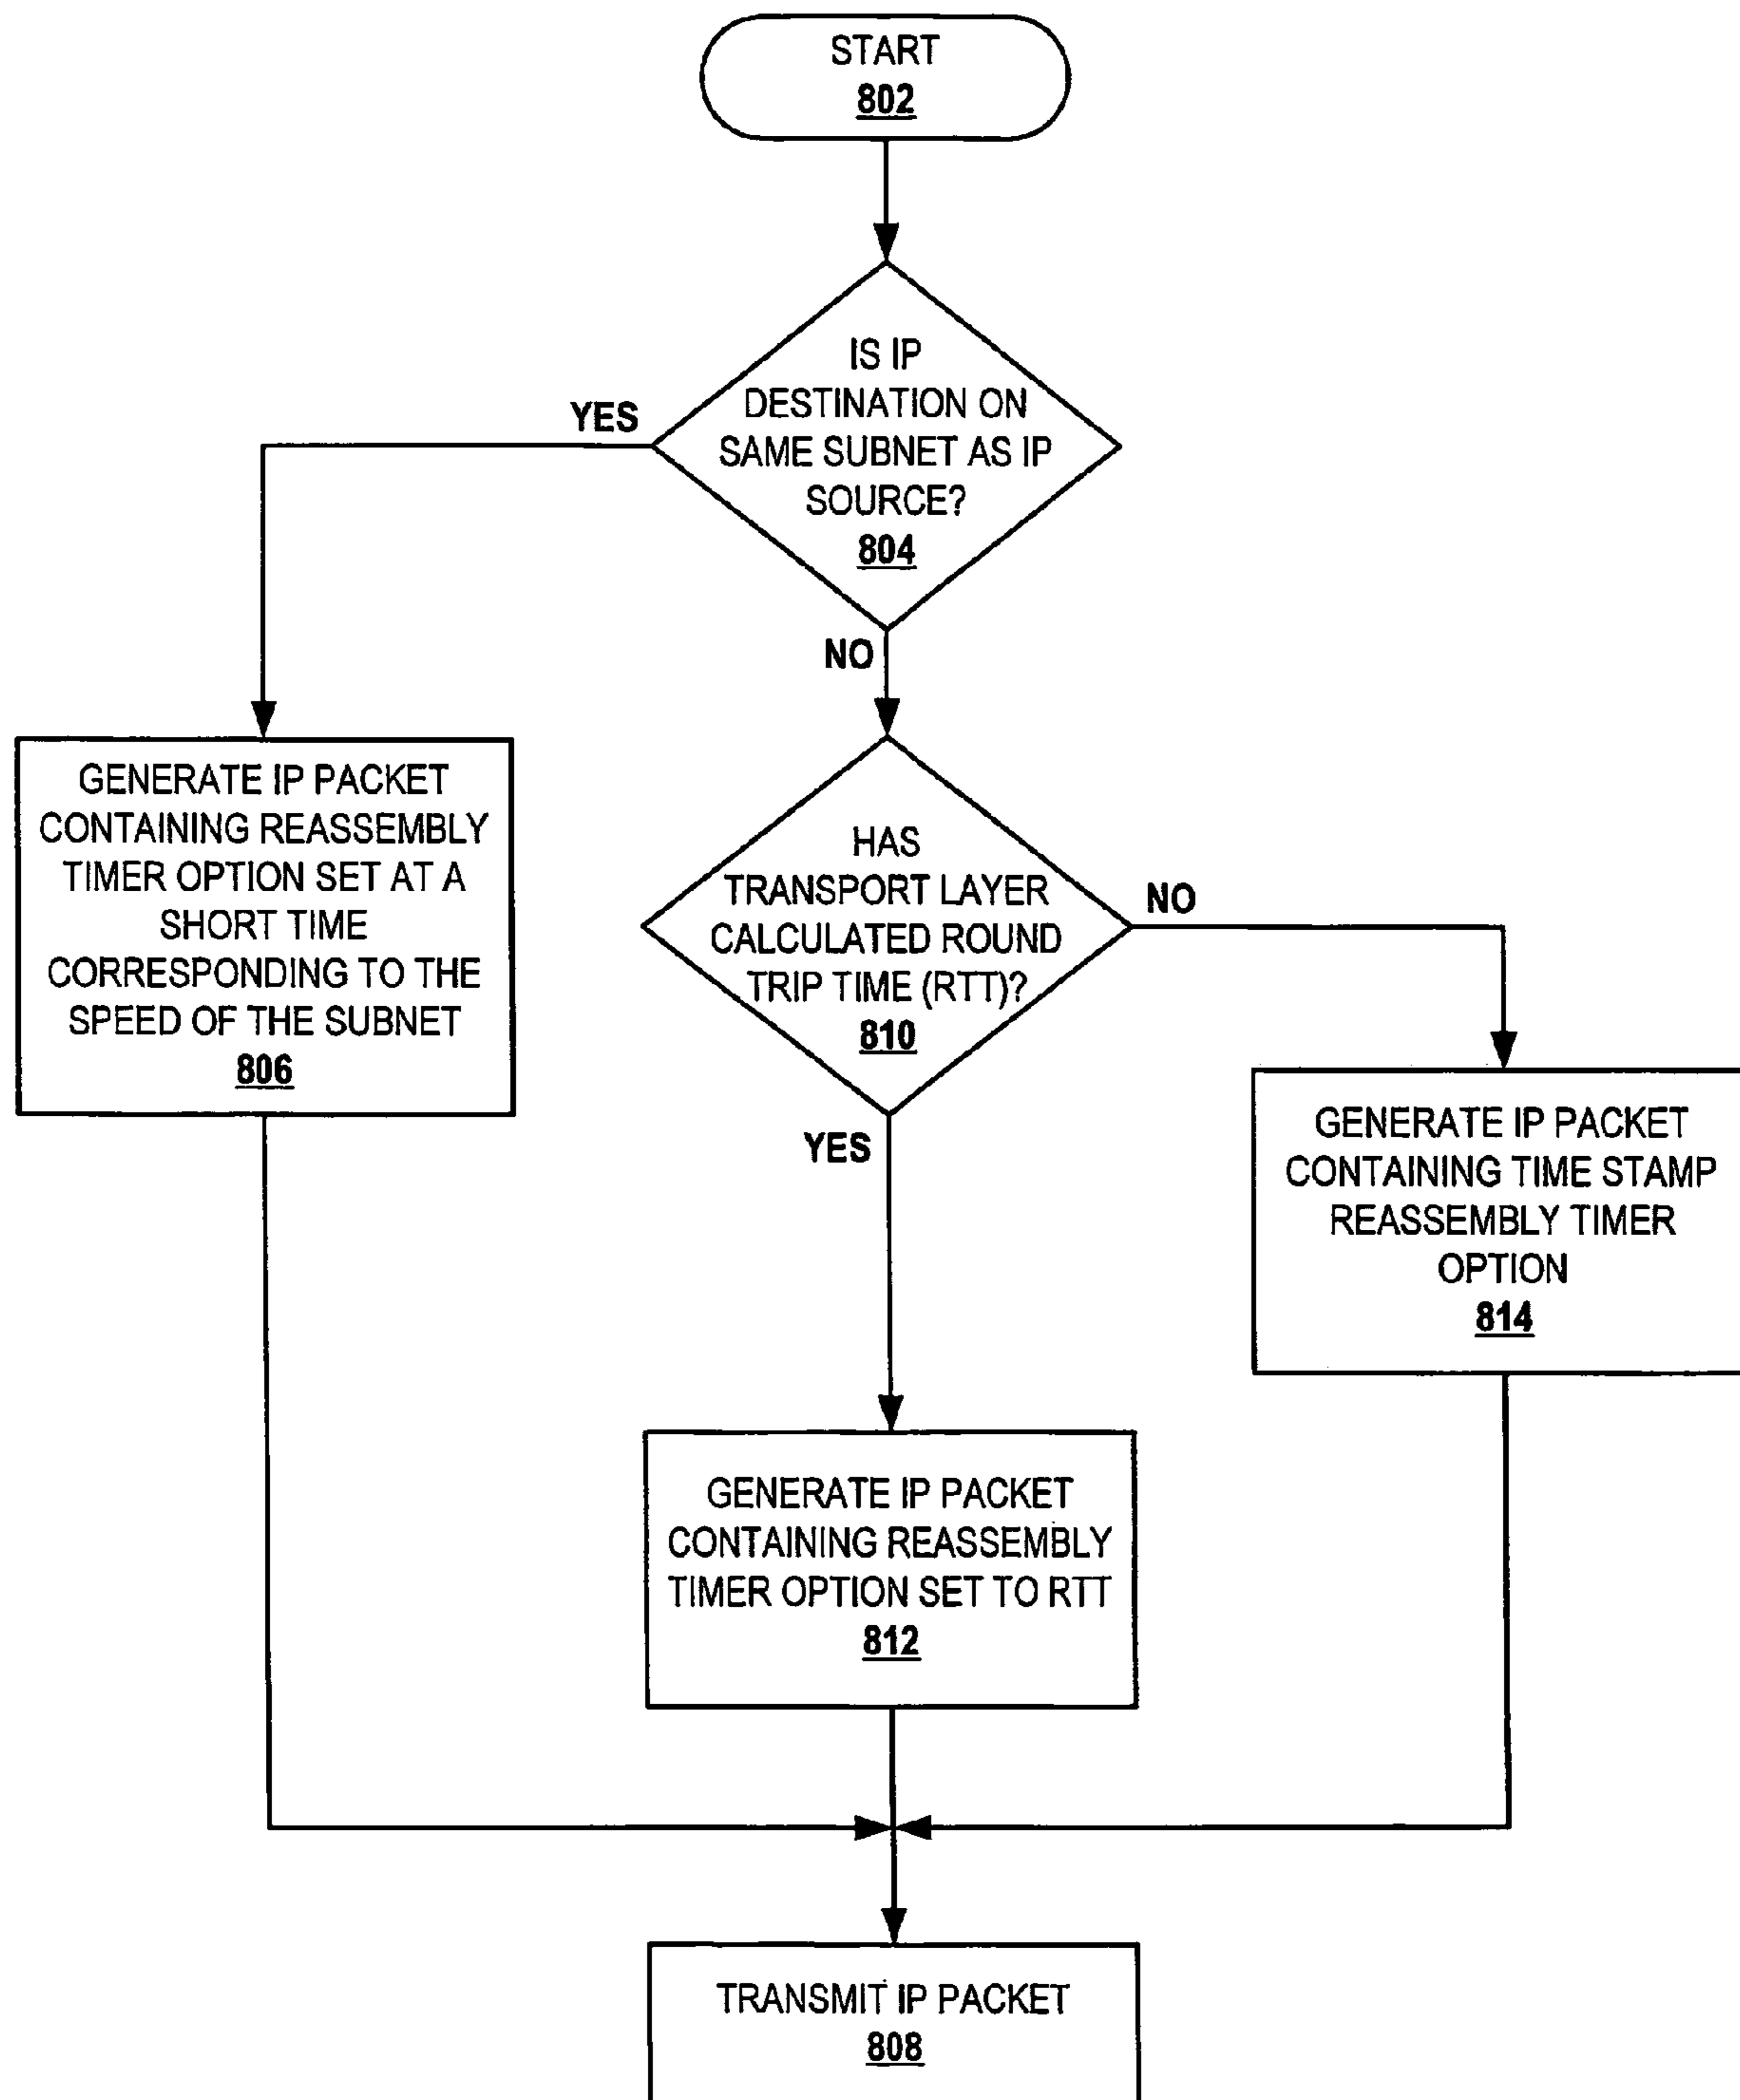 START
802
IS IP
DESTINATION ON
SAME SUBNET AS IP
SOURCE?
804
YES
NO
GENERATE IP PACKET
CONTAINING REASSEMBLY
TIMER OPTION SET AT A
SHORT TIME
CORRESPONDING TO THE
SPEED OF THE SUBNET
806
HAS
TRANSPORT LAYER
CALCULATED ROUND
TRIP TIME (RTT)?
810
NO
YES
GENERATE IP PACKET
CONTAINING TIME STAMP
REASSEMBLY TIMER
OPTION
814
GENERATE IP PACKET
CONTAINING REASSEMBLY
TIMER OPTION SET TO RTT
812
TRANSMIT IP PACKET
808